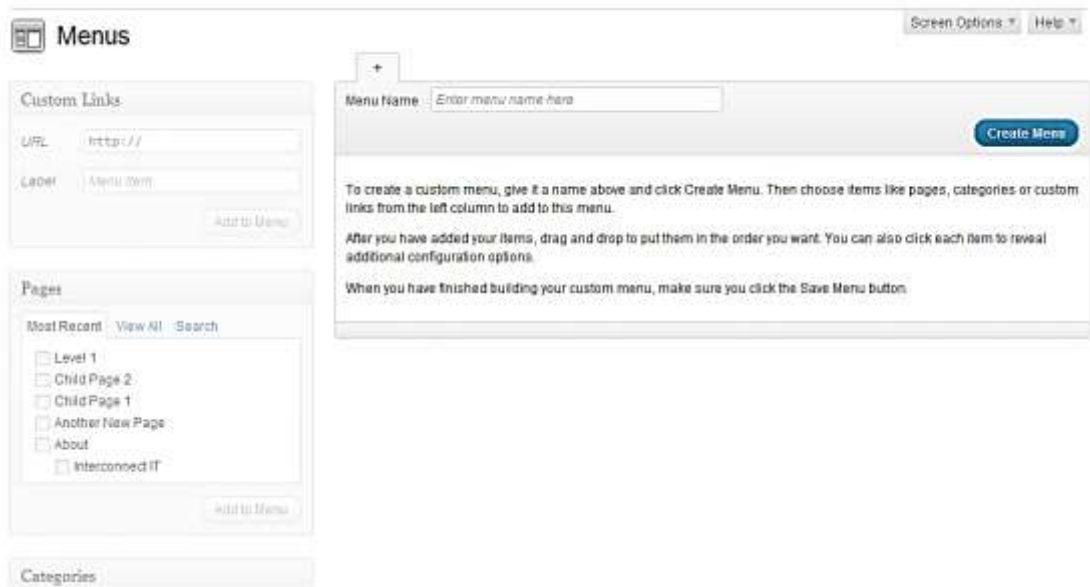 Menus
Screen Options
Help
+
Custom Links
URL
http://
Label
Menu Item
Add to Menu
Menu Name
Enter menu name here
Create Menu
To create a custom menu, give it a name above and click Create Menu. Then choose items like pages, categories or custom
links from the left column to add to this menu.
After you have added your items, drag and drop to put them in the order you want. You can also click each item to reveal
additional configuration options.
When you have finished building your custom menu, make sure you click the Save Menu button.
Pages
Most Recent View All Search
Level 1
Child Page 2
Child Page 1
Another New Page
About
Interconnect IT
Add to Menu
Categories